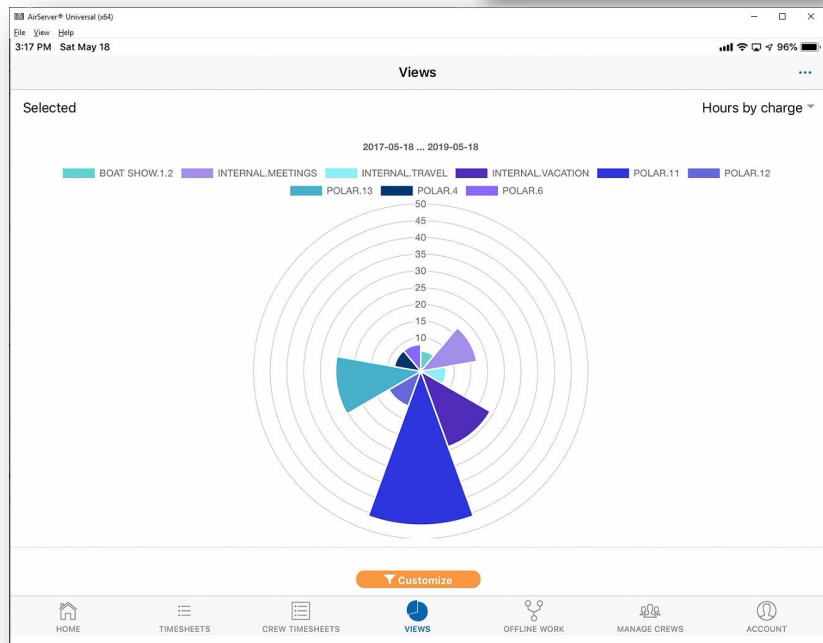 AirServer® Universal (x64)
File View Help
3:17 PM Sat May 18 96%
Views
Selected Hours by charge
2017-05-18 ... 2019-05-18
BOAT SHOW.1.2 INTERNAL.MEETINGS INTERNAL.TRAVEL INTERNAL.VACATION POLAR.11 POLAR.12
POLAR.13 POLAR.4 POLAR.6
50
45
40
35
30
25
20
15
10
Customize
HOME TIMESHEETS CREW TIMESHEETS VIEWS OFFLINE WORK MANAGE CREWS ACCOUNT